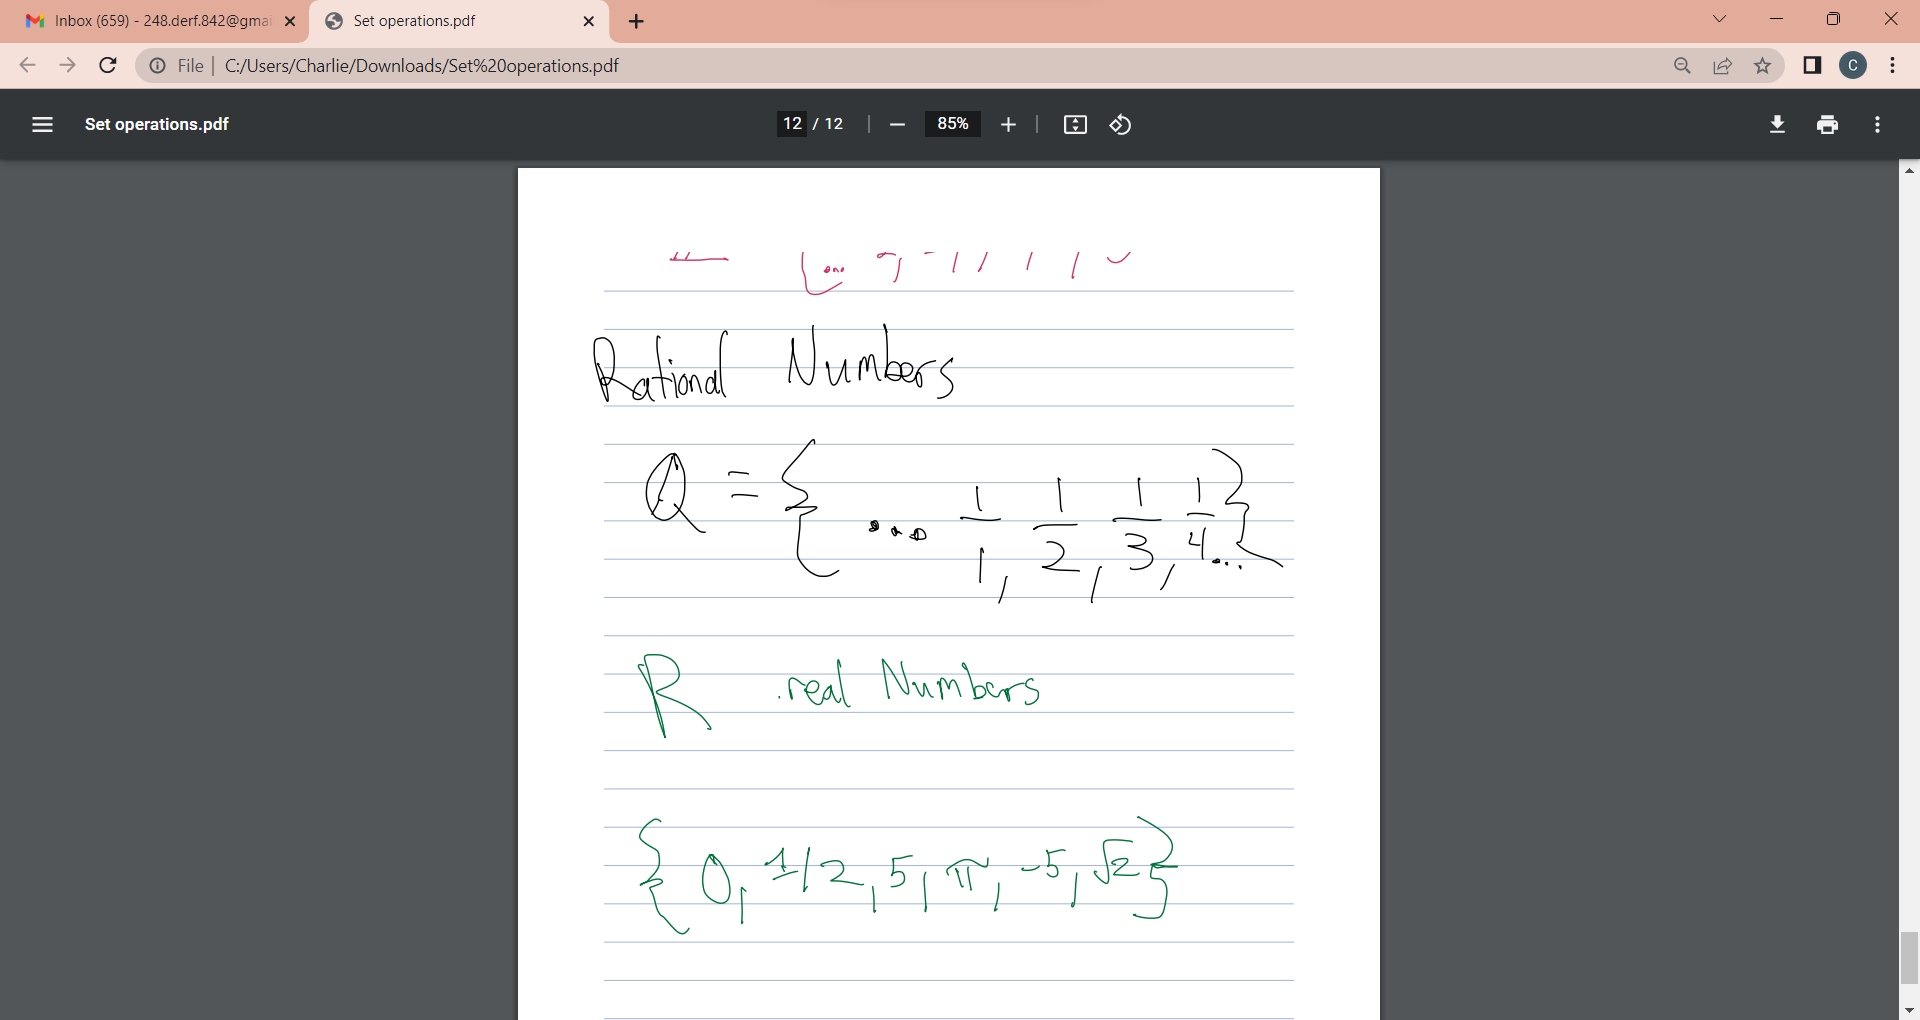 Inbox (659) - 248.derf.842@gmai
Set operations.pdf
File | C:/Users/Charlie/Downloads/Set%20operations.pdf
C
Set operations.pdf
12 / 12
85%
Rational Numbers
Q = { ... 1/1, 1/2, 1/3, 1/4... }
R .real Numbers
{ 0, 1/2, 5, π, -5, √2 }